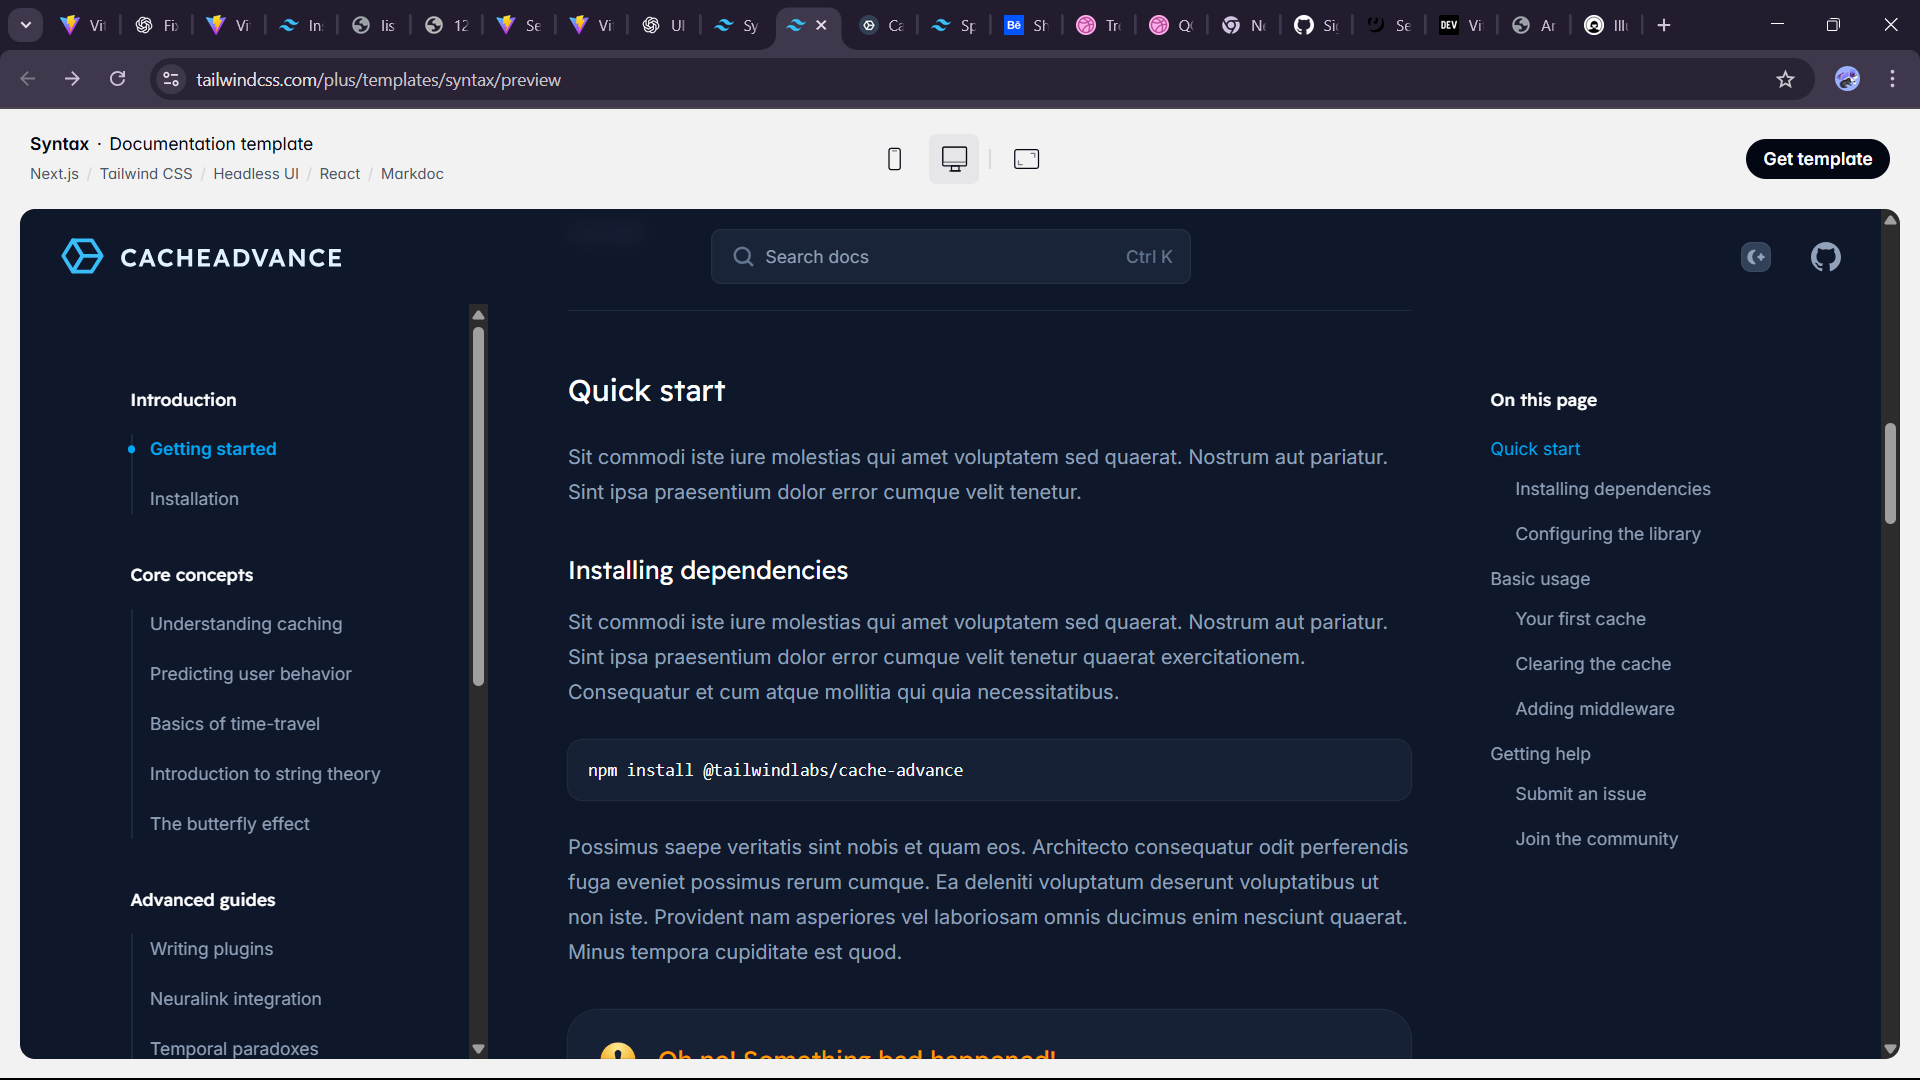 Vit
Fix
Vi
Ins
lis
12
Se
Vi
UI
Sy
Ca
Sp
Bē
Sh
Tr
QC
Ne
Sig
Se
DEV
Vi
Ar
Illu
tailwindcss.com/plus/templates/syntax/preview
Syntax · Documentation template
Next.js / Tailwind CSS / Headless UI / React / Markdoc
Get template
CACHEADVANCE
Search docs
Ctrl K
Introduction
Getting started
Installation
Core concepts
Understanding caching
Predicting user behavior
Basics of time-travel
Introduction to string theory
The butterfly effect
Advanced guides
Writing plugins
Neuralink integration
Temporal paradoxes
Quick start
Sit commodi iste iure molestias qui amet voluptatem sed quaerat. Nostrum aut pariatur.
Sint ipsa praesentium dolor error cumque velit tenetur.
Installing dependencies
Sit commodi iste iure molestias qui amet voluptatem sed quaerat. Nostrum aut pariatur.
Sint ipsa praesentium dolor error cumque velit tenetur quaerat exercitationem.
Consequatur et cum atque mollitia qui quia necessitatibus.
npm install @tailwindlabs/cache-advance
Possimus saepe veritatis sint nobis et quam eos. Architecto consequatur odit perferendis
fuga eveniet possimus rerum cumque. Ea deleniti voluptatum deserunt voluptatibus ut
non iste. Provident nam asperiores vel laboriosam omnis ducimus enim nesciunt quaerat.
Minus tempora cupiditate est quod.
Oh no! Something bad happened!
On this page
Quick start
Installing dependencies
Configuring the library
Basic usage
Your first cache
Clearing the cache
Adding middleware
Getting help
Submit an issue
Join the community